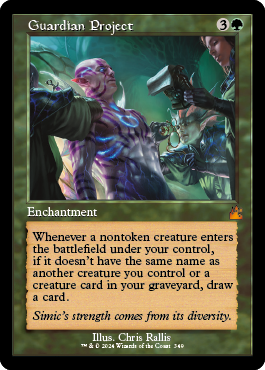 Guardian Project 3
Enchantment
Whenever a nontoken creature enters
the battlefield under your control,
if it doesn't have the same name as
another creature you control or a
creature card in your graveyard, draw
a card.
Simic's strength comes from its diversity.
Illus. Chris Rallis
™ & © 2024 Wizards of the Coast 349